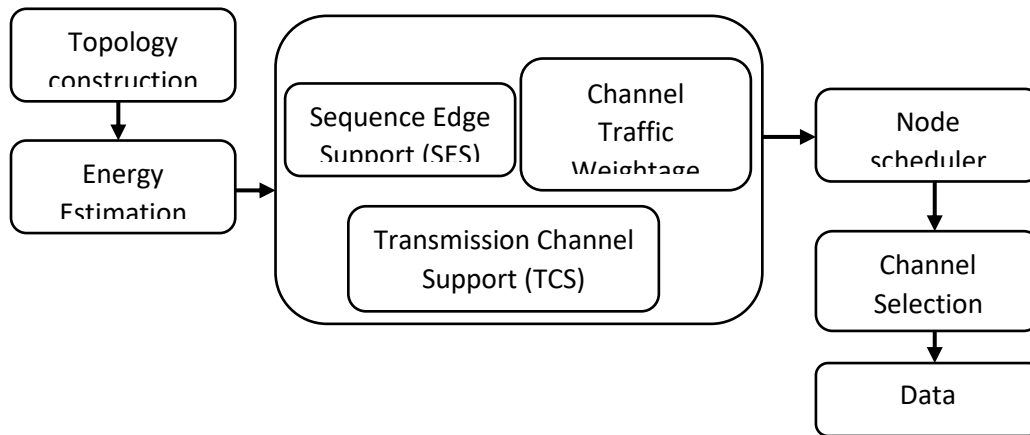 Topology
construction
Energy
Estimation
Sequence Edge
Support (SES)
Channel
Traffic
Weightage
Transmission Channel
Support (TCS)
Node
scheduler
Channel
Selection
Data